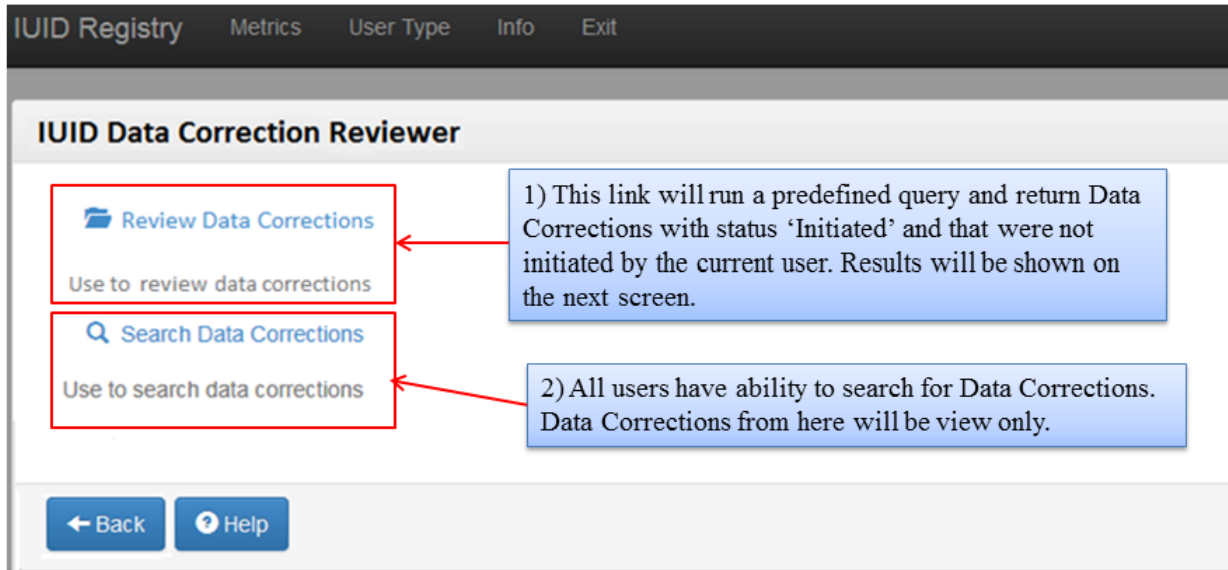 IUID Registry Metrics User Type Info Exit
IUID Data Correction Reviewer
Review Data Corrections
Use to review data corrections
1) This link will run a predefined query and return Data
Corrections with status ‘Initiated’ and that were not
initiated by the current user. Results will be shown on
the next screen.
Search Data Corrections
Use to search data corrections
2) All users have ability to search for Data Corrections.
Data Corrections from here will be view only.
Back Help